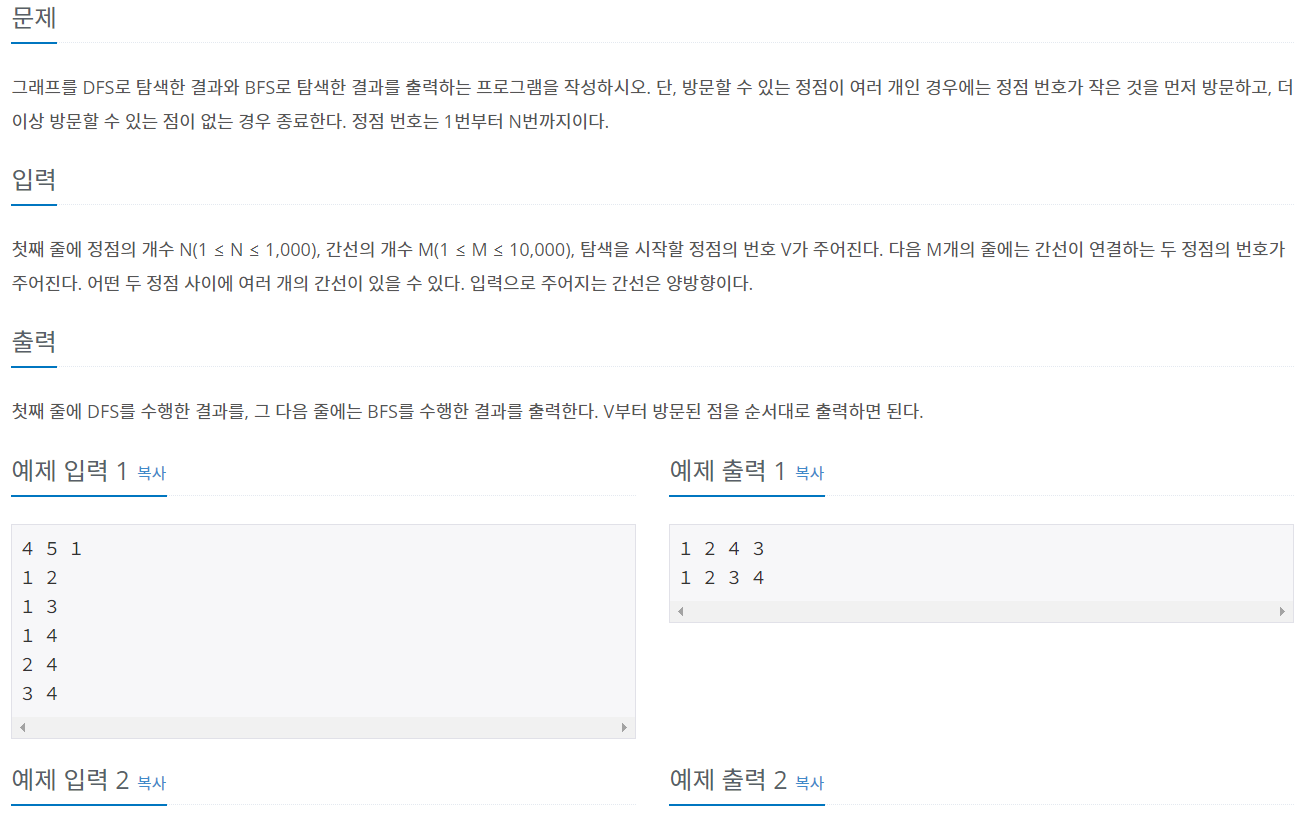 문제
그래프를 DFS로 탐색한 결과와 BFS로 탐색한 결과를 출력하는 프로그램을 작성하시오. 단, 방문할 수 있는 정점이 여러 개인 경우에는 정점 번호가 작은 것을 먼저 방문하고, 더
이상 방문할 수 있는 점이 없는 경우 종료한다. 정점 번호는 1번부터 N번까지이다.
입력
첫째 줄에 정점의 개수 N(1 ≤ N ≤ 1,000), 간선의 개수 M(1 ≤ M ≤ 10,000), 탐색을 시작할 정점의 번호 V가 주어진다. 다음 M개의 줄에는 간선이 연결하는 두 정점의 번호가
주어진다. 어떤 두 정점 사이에 여러 개의 간선이 있을 수 있다. 입력으로 주어지는 간선은 양방향이다.
출력
첫째 줄에 DFS를 수행한 결과를, 그 다음 줄에는 BFS를 수행한 결과를 출력한다. V부터 방문된 점을 순서대로 출력하면 된다.
예제 입력 1 복사
4 5 1
1 2
1 3
1 4
2 4
3 4
예제 출력 1 복사
1 2 4 3
1 2 3 4
예제 입력 2 복사
예제 출력 2 복사